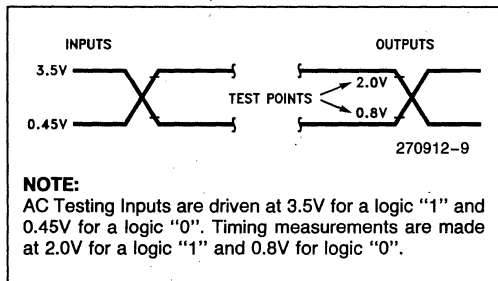 INPUTS OUTPUTS
3.5V 2.0V
TEST POINTS
0.45V 0.8V
270912-9
NOTE:
AC Testing Inputs are driven at 3.5V for a logic "1" and
0.45V for a logic "0". Timing measurements are made
at 2.0V for a logic "1" and 0.8V for logic "0".